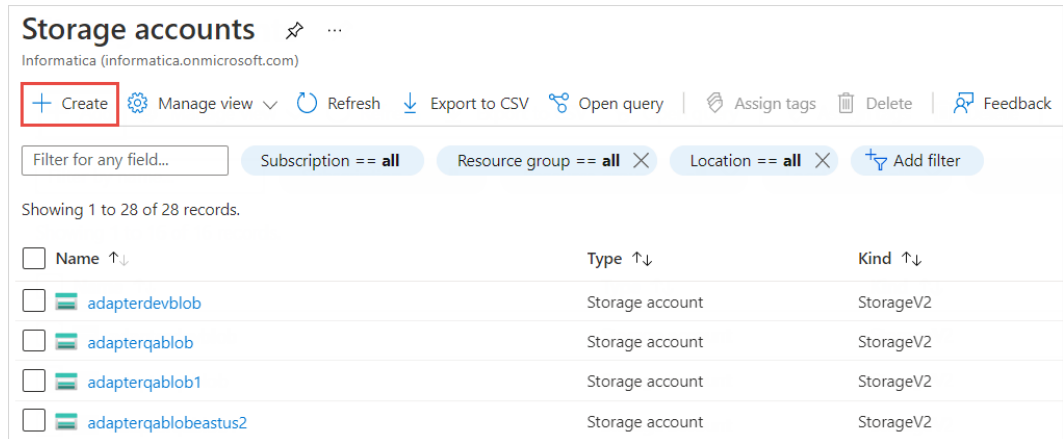 Storage accounts ...
Informatica (informatica.onmicrosoft.com)
+ Create Manage view Refresh Export to CSV Open query Assign tags Delete Feedback
Filter for any field... Subscription == all Resource group == all Location == all Add filter
Showing 1 to 28 of 28 records.
Name ↑↓ Type ↑↓ Kind ↑↓
adapterdevblob Storage account StorageV2
adapterqablob Storage account StorageV2
adapterqablob1 Storage account StorageV2
adapterqablobeastus2 Storage account StorageV2